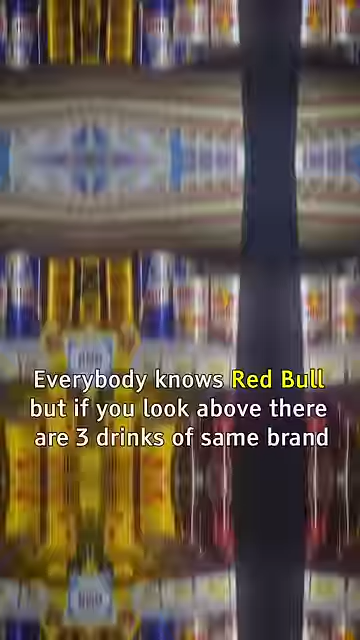 Everybody knows Red Bull
but if you look above there
are 3 drinks of same brand